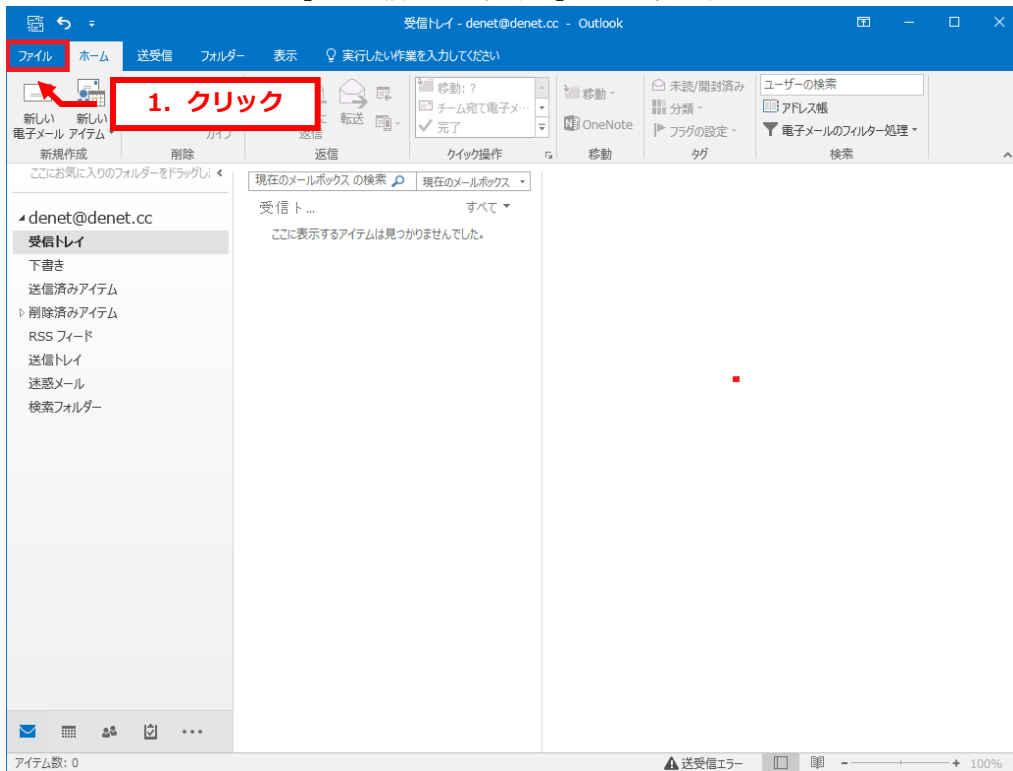 受信トレイ - denet@denet.cc - Outlook
ファイル ホーム 送受信 フォルダー 表示 実行したい作業を入力してください
1. クリック
新しい
電子メール
新しい
アイテム
新規作成
削除
転送
返信
移動: ?
チーム宛て電子メ…
完了
クイック操作
移動
OneNote
移動
未読/開封済み
分類
フラグの設定
タグ
ユーザーの検索
アドレス帳
電子メールのフィルター処理
検索
ここにお気に入りのフォルダーをドラッグし
現在のメールボックス の検索 現在のメールボックス
受信ト... すべて
ここに表示するアイテムは見つかりませんでした。
denet@denet.cc
受信トレイ
下書き
送信済みアイテム
削除済みアイテム
RSS フィード
送信トレイ
迷惑メール
検索フォルダー
アイテム数: 0 送受信エラー 100%